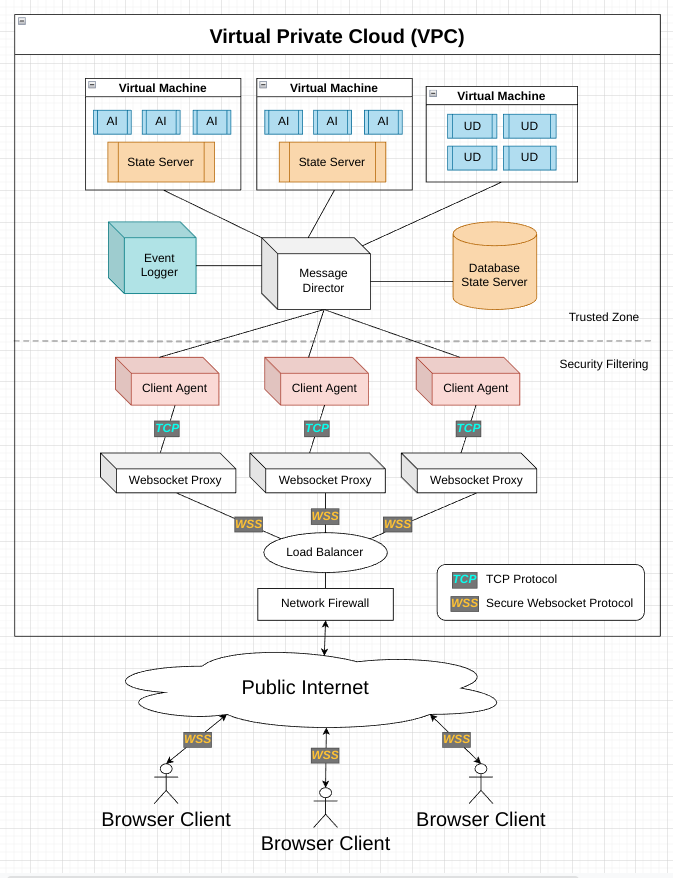 Virtual Private Cloud (VPC)
Virtual Machine
AI AI AI
State Server
Virtual Machine
AI AI AI
State Server
Virtual Machine
UD UD
UD UD
Event
Logger
Message
Director
Database
State Server
Trusted Zone
Security Filtering
Client Agent
Client Agent
Client Agent
TCP
TCP
TCP
Websocket Proxy
Websocket Proxy
Websocket Proxy
WSS
WSS
WSS
Load Balancer
Network Firewall
TCP TCP Protocol
WSS Secure Websocket Protocol
Public Internet
WSS
WSS
WSS
Browser Client
Browser Client
Browser Client